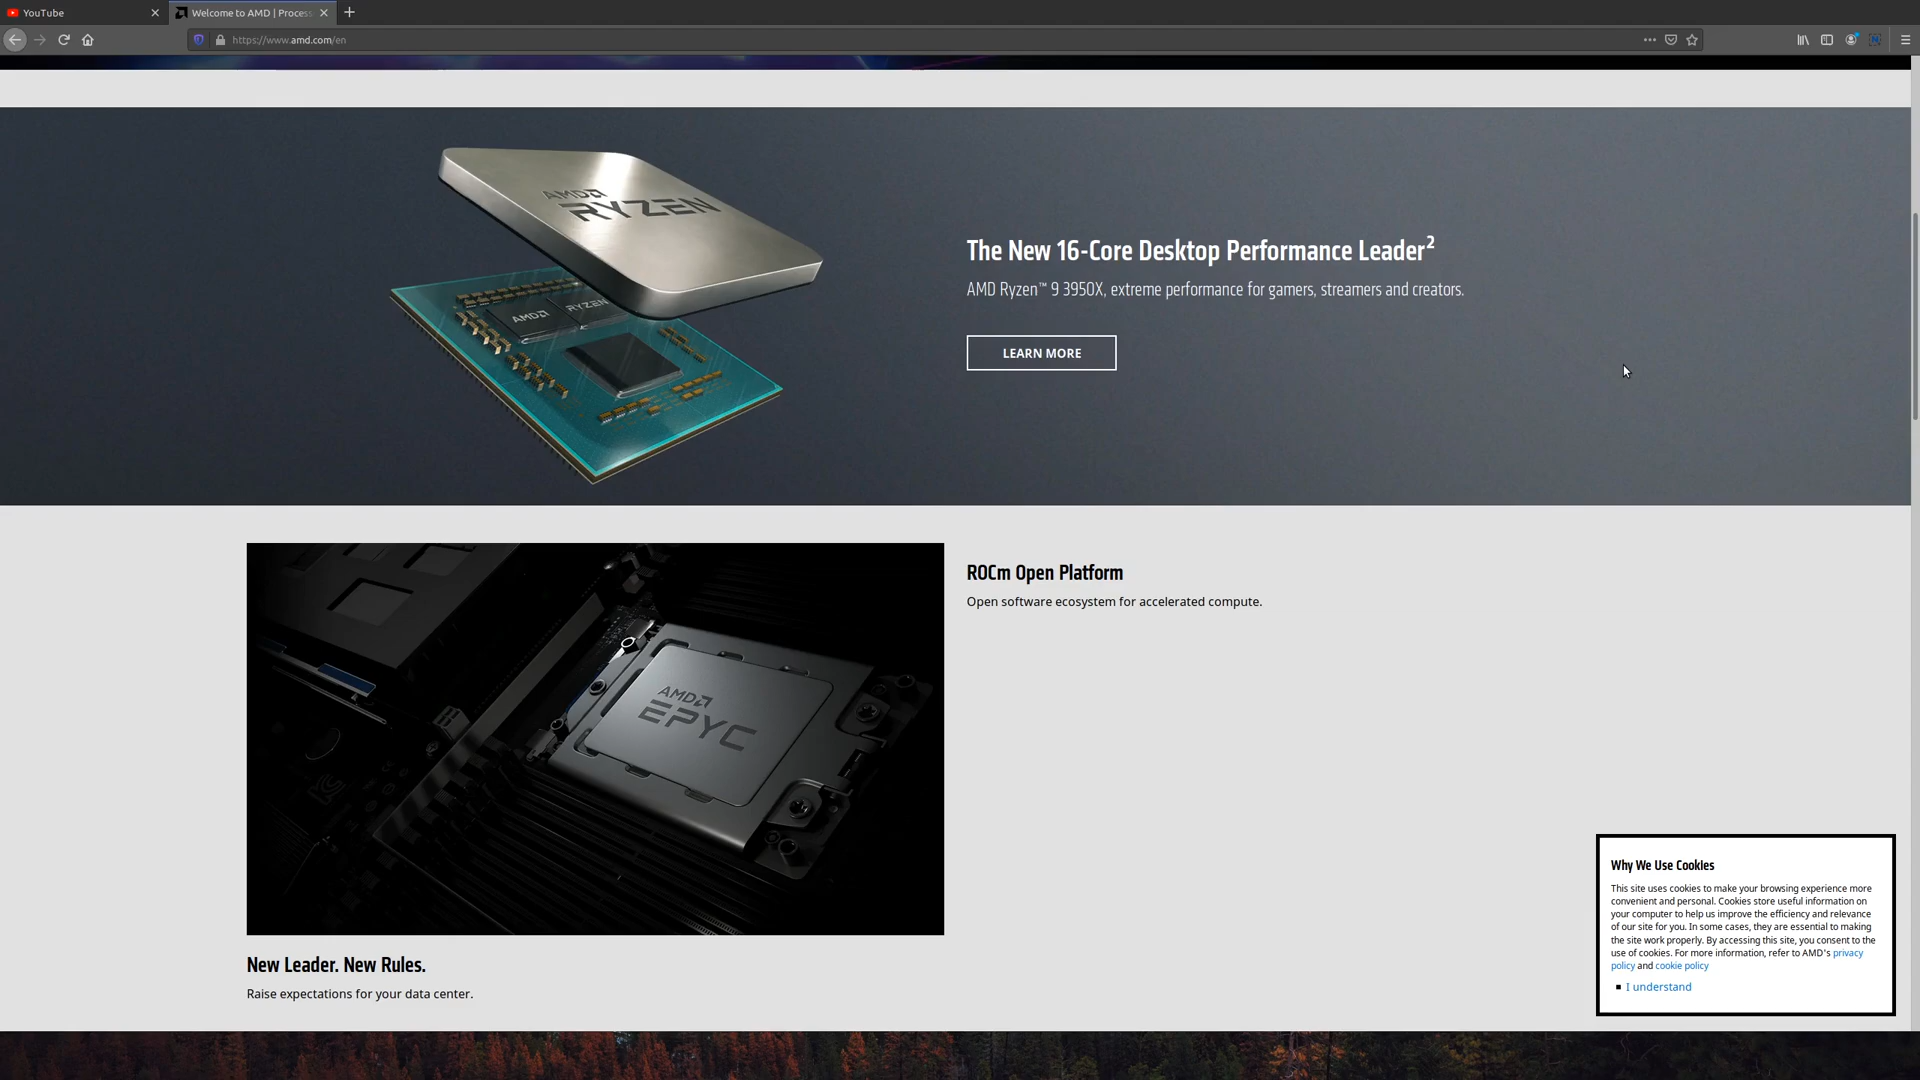 YouTube
Welcome to AMD | Process
https://www.amd.com/en
AMD
RYZEN
AMD
RYZEN
The New 16-Core Desktop Performance Leader²
AMD Ryzen™ 9 3950X, extreme performance for gamers, streamers and creators.
LEARN MORE
AMD
EPYC
ROCm Open Platform
Open software ecosystem for accelerated compute.
New Leader. New Rules.
Raise expectations for your data center.
Why We Use Cookies
This site uses cookies to make your browsing experience more
convenient and personal. Cookies store useful information on
your computer to help us improve the efficiency and relevance
of our site for you. In some cases, they are essential to making
the site work properly. By accessing this site, you consent to the
use of cookies. For more information, refer to AMD's privacy
policy and cookie policy
I understand